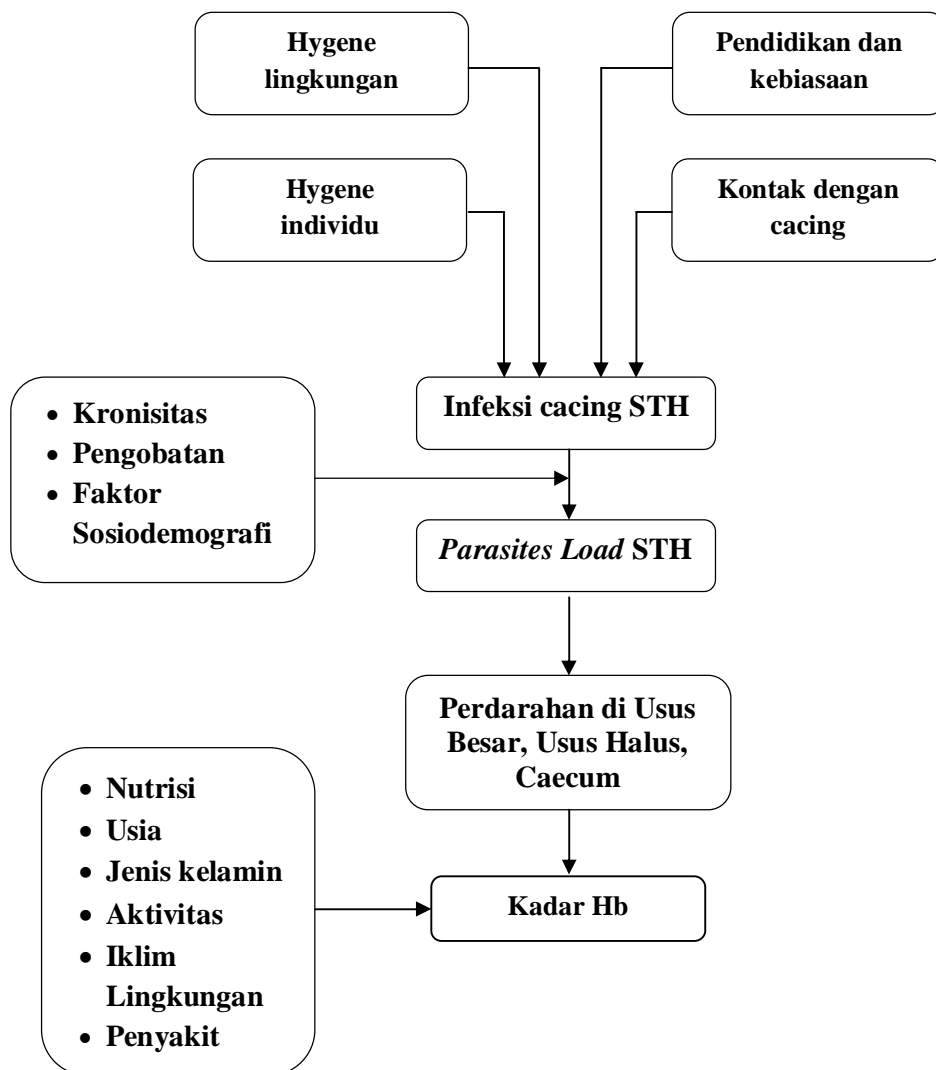 Hygene
lingkungan
Pendidikan dan
kebiasaan
Hygene
individu
Kontak dengan
cacing
Infeksi cacing STH
• Kronisitas
• Pengobatan
• Faktor
Sosiodemografi
Parasites Load STH
Perdarahan di Usus
Besar, Usus Halus,
Caecum
• Nutrisi
• Usia
• Jenis kelamin
• Aktivitas
• Iklim
Lingkungan
• Penyakit
Kadar Hb